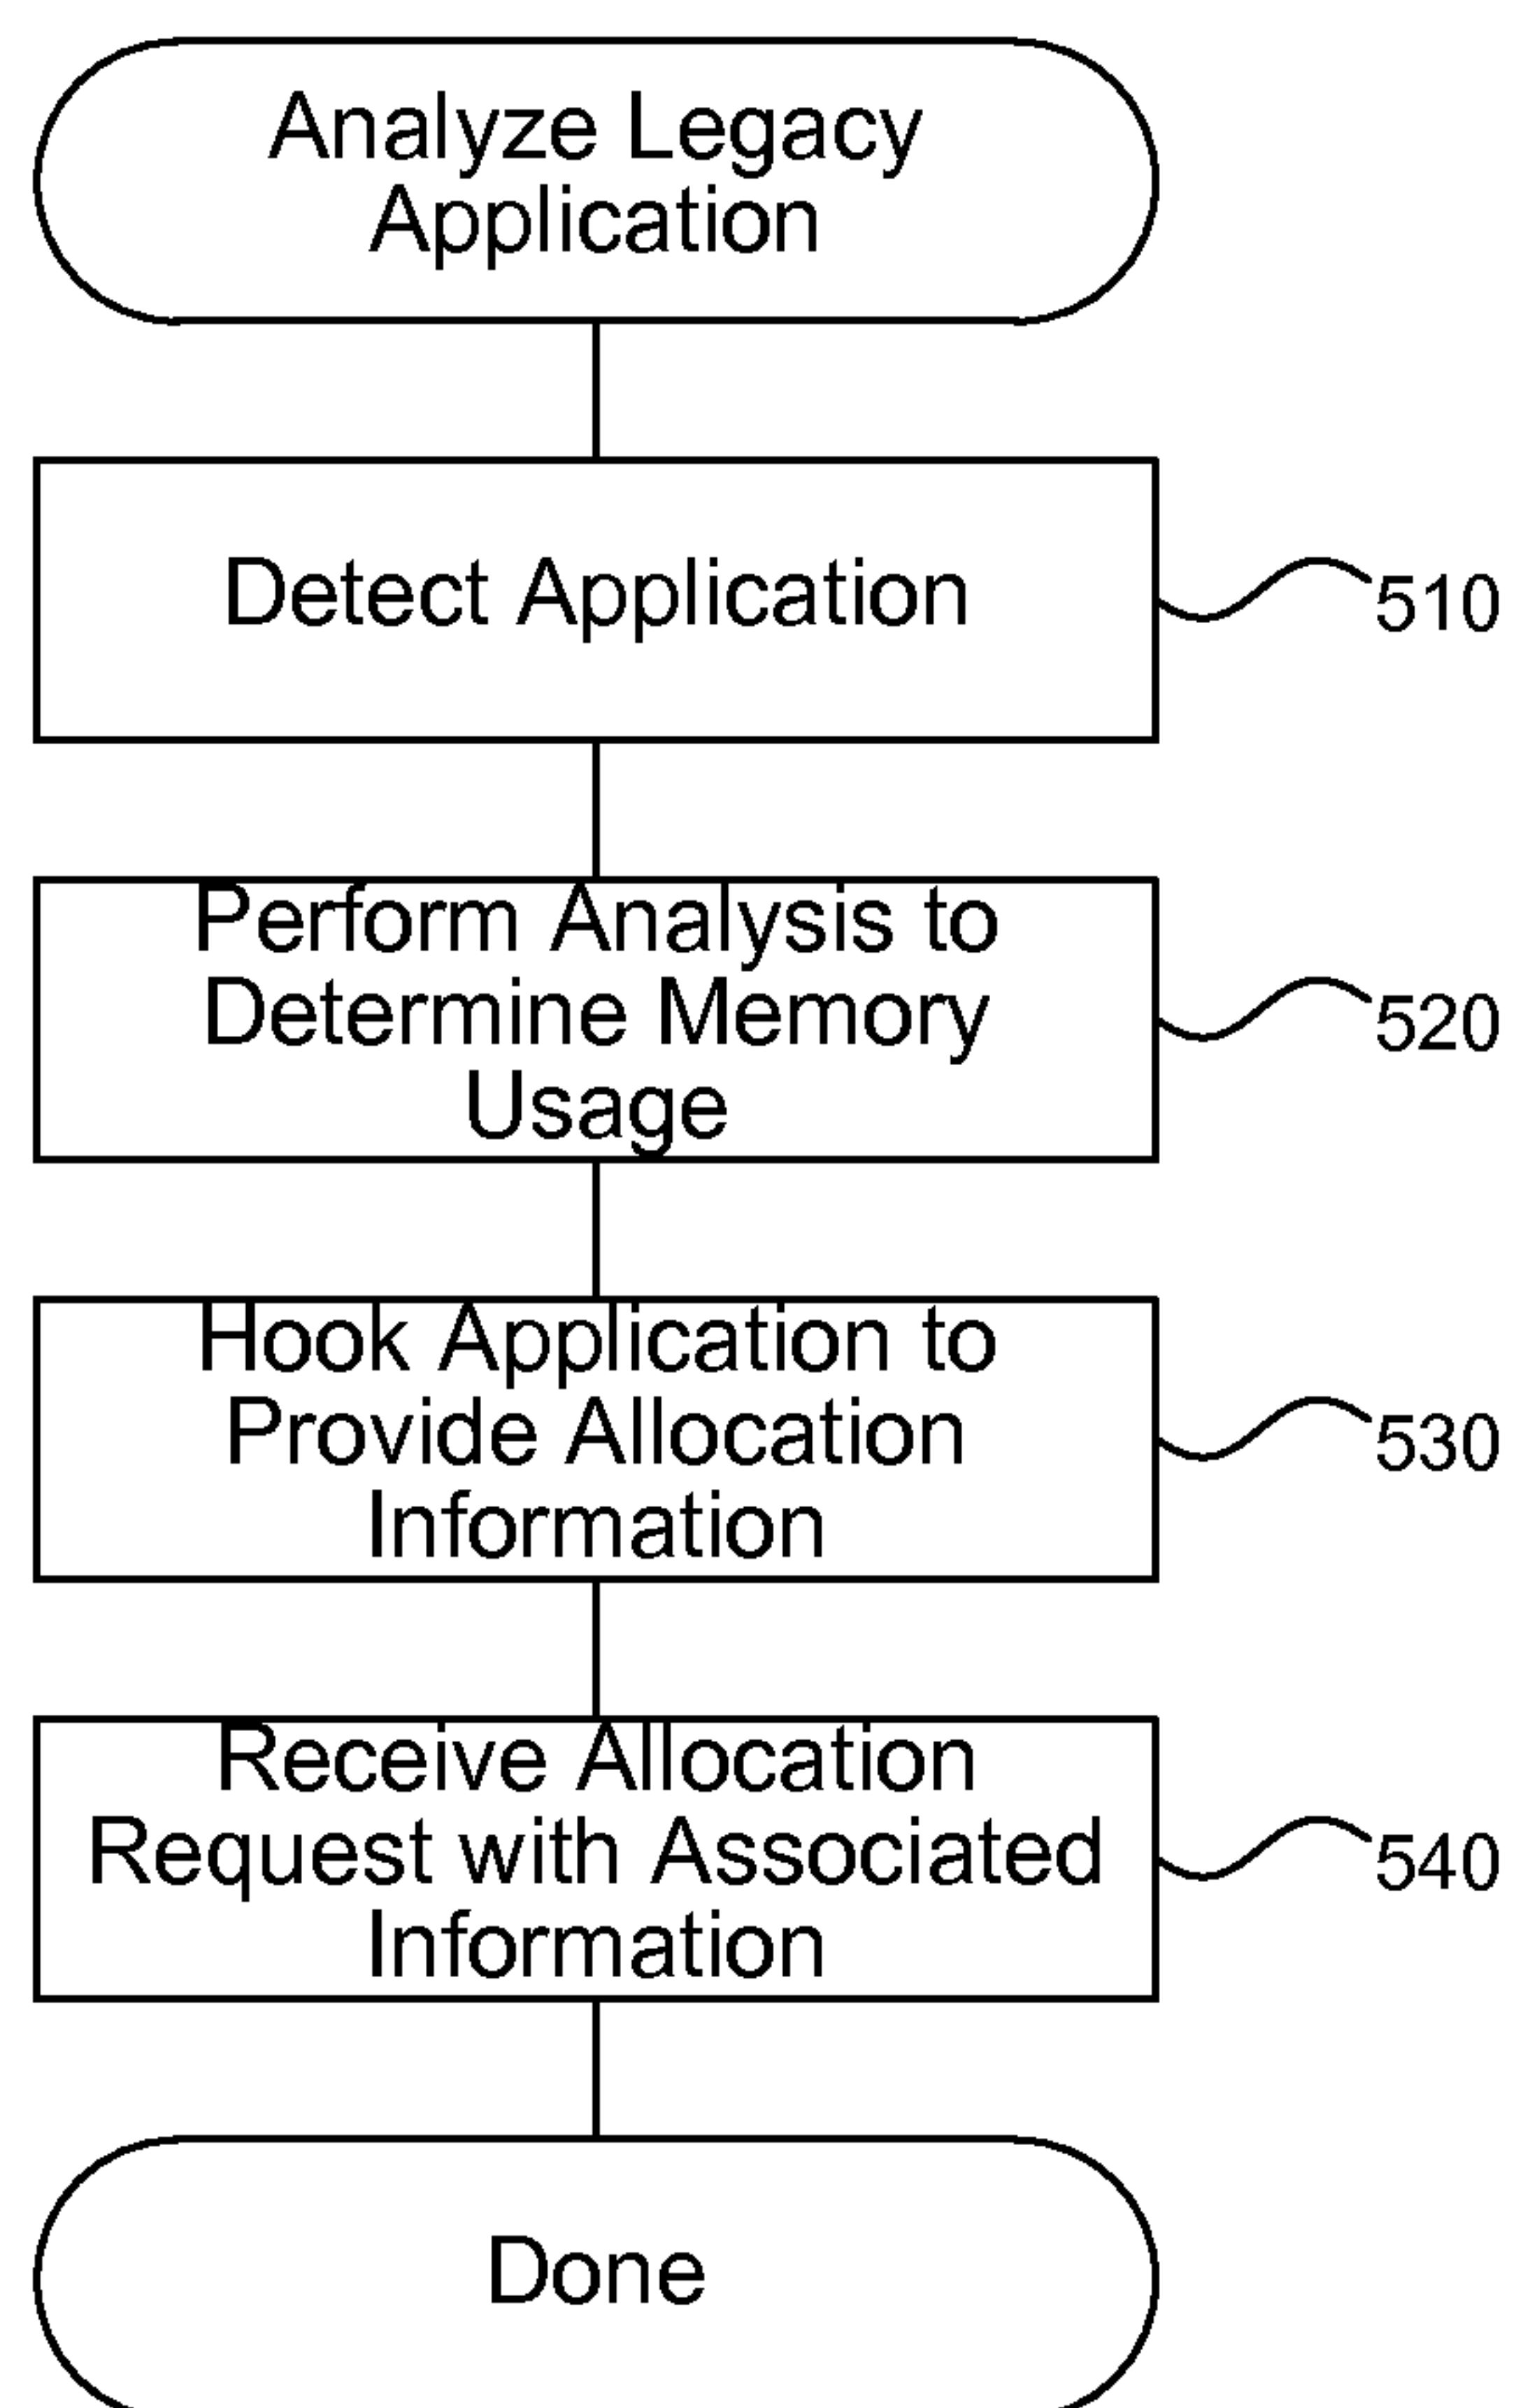 Analyze Legacy
Application
Detect Application
510
Perform Analysis to
Determine Memory
Usage
520
Hook Application to
Provide Allocation
Information
530
Receive Allocation
Request with Associated
Information
540
Done